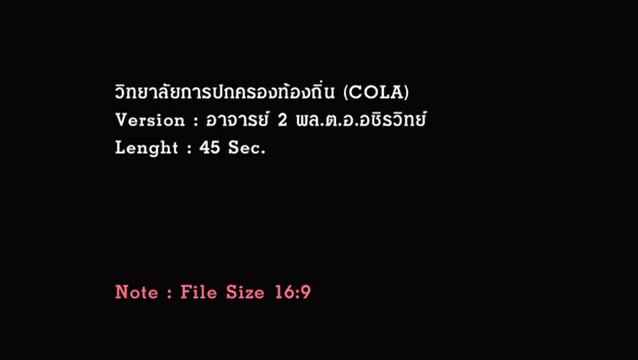 วิทยาลัยการปกครองท้องถิ่น (COLA)
Version : อาจารย์ 2 พล.ต.อ.อชิรวิทย์
Lenght : 45 Sec.
Note : File Size 16:9